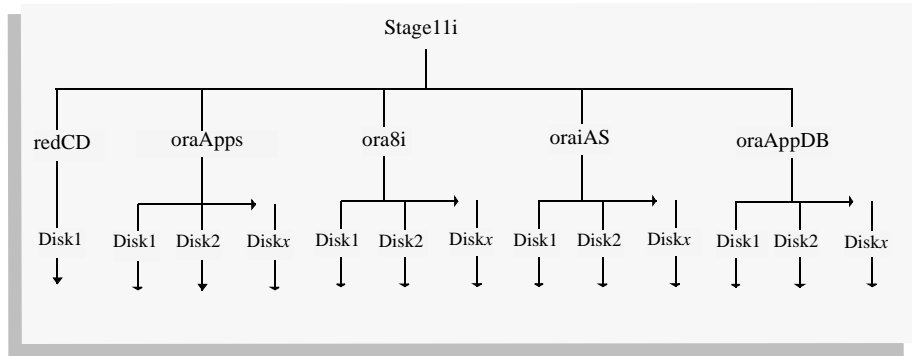 Stage11i
redCD oraApps ora8i oraiAS oraAppDB
Disk1 Disk1 Disk2 Diskx Disk1 Disk2 Diskx Disk1 Disk2 Diskx Disk1 Disk2 Diskx